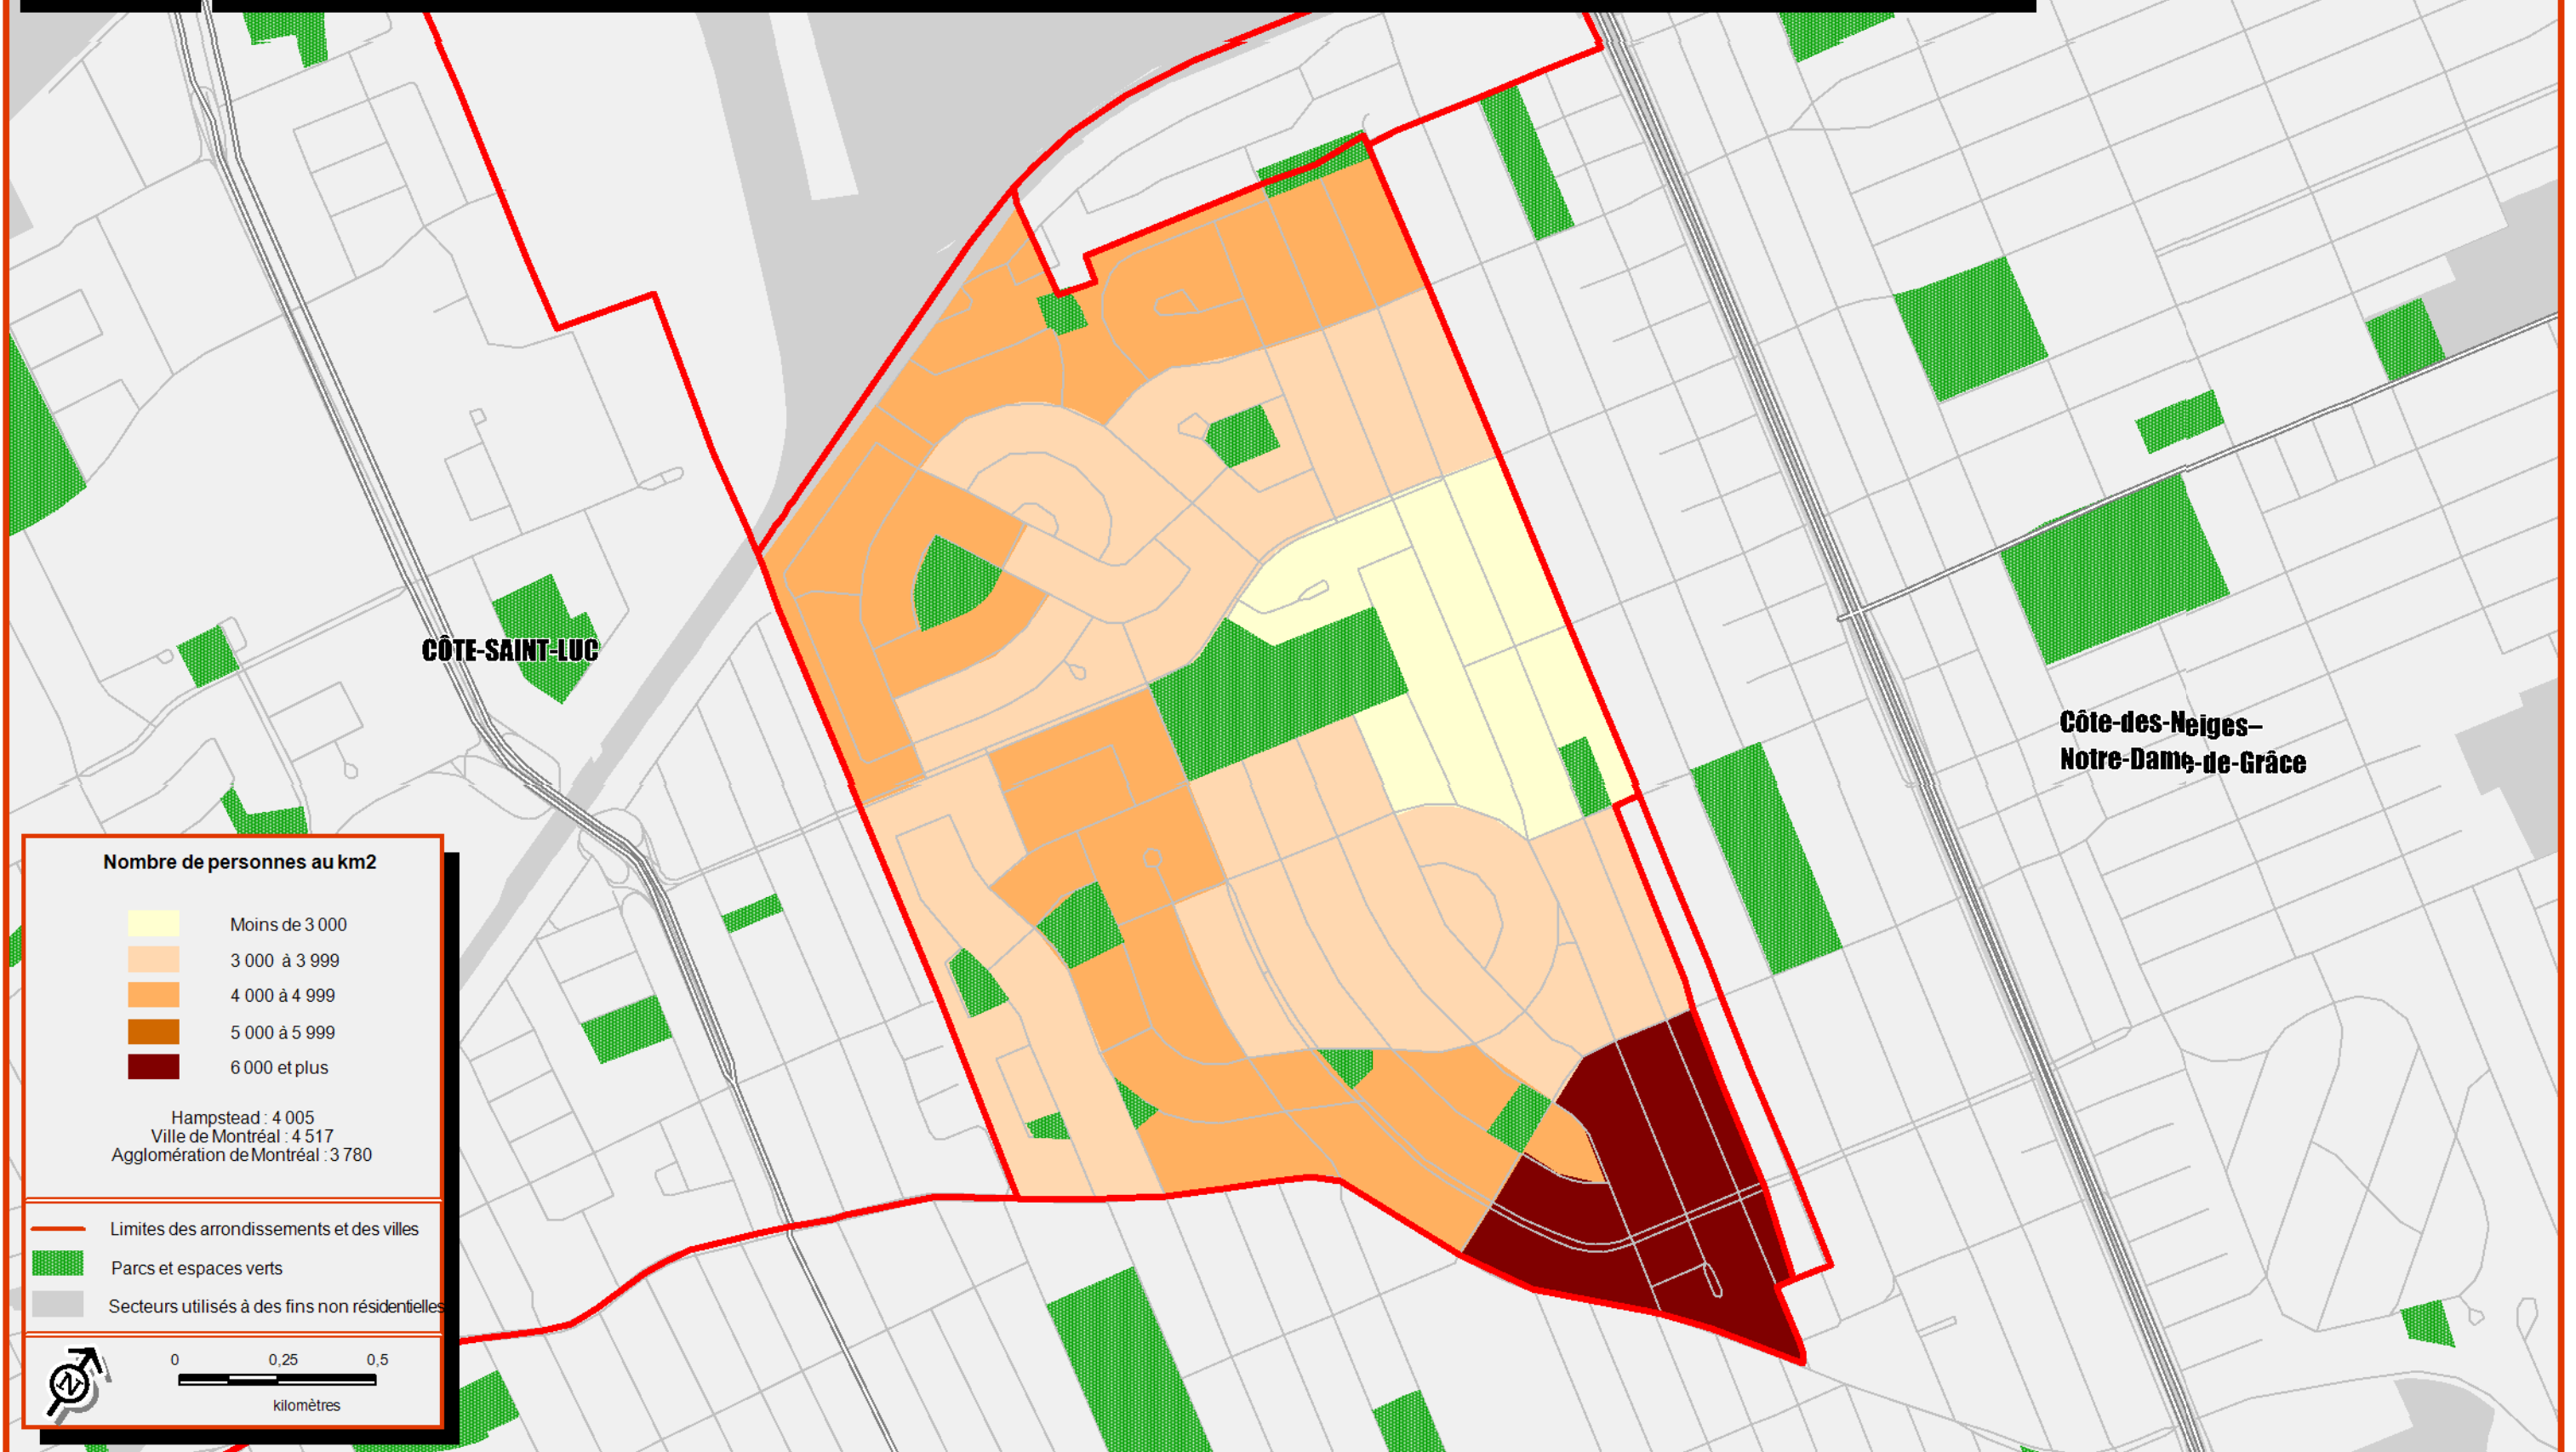 CÔTE-SAINT-LUC
Côte-des-Neiges–
Notre-Dame-de-Grâce
Nombre de personnes au km2
Moins de 3 000
3 000 à 3 999
4 000 à 4 999
5 000 à 5 999
6 000 et plus
Hampstead : 4 005
Ville de Montréal : 4 517
Agglomération de Montréal : 3 780
Limites des arrondissements et des villes
Parcs et espaces verts
Secteurs utilisés à des fins non résidentielles
N
0 0,25 0,5
kilomètres